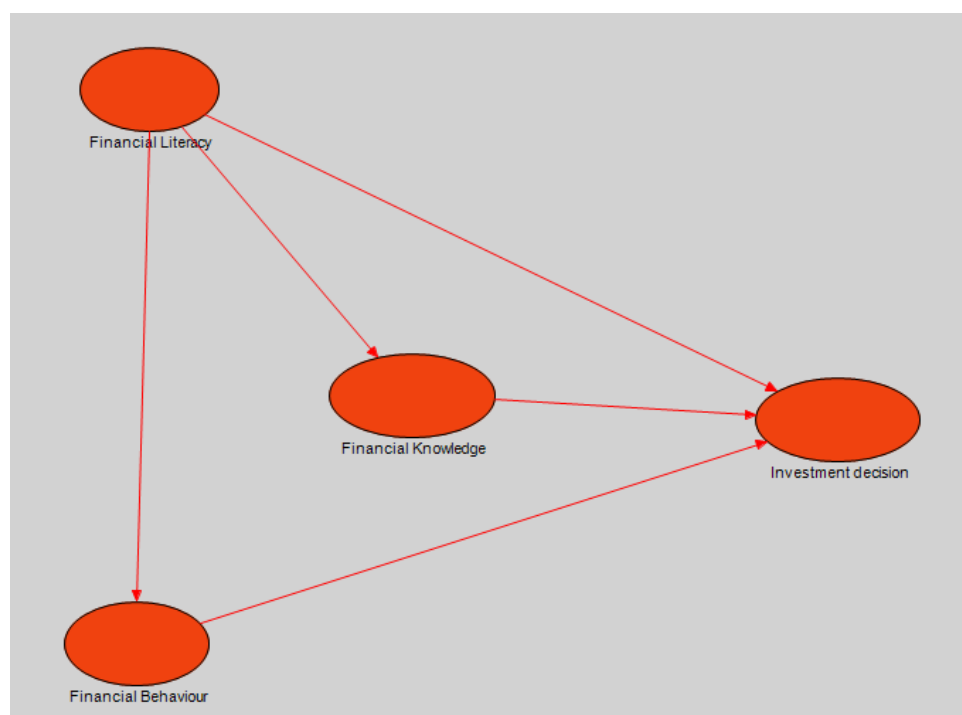 Financial Literacy
Financial Knowledge
Investment decision
Financial Behaviour